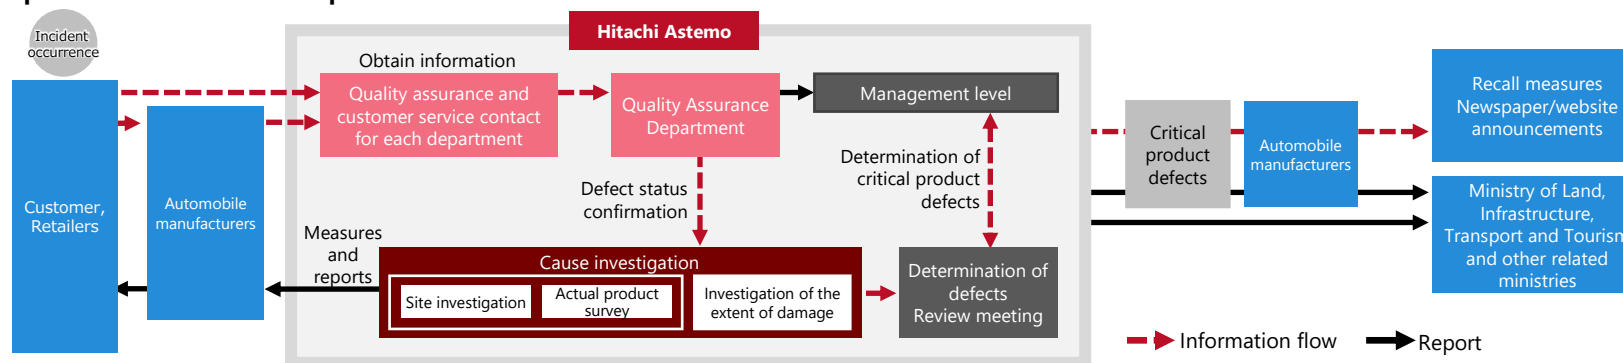 Incident
occurrence
Customer,
Retailers
Automobile
manufacturers
Hitachi Astemo
Obtain information
Quality assurance and
customer service contact
for each department
Quality Assurance
Department
Management level
Defect status
confirmation
Determination of
critical product
defects
Measures
and
reports
Cause investigation
Site investigation
Actual product
survey
Investigation of the
extent of damage
Determination of
defects
Review meeting
Critical
product
defects
Automobile
manufacturers
Recall measures
Newspaper/website
announcements
Ministry of Land,
Infrastructure,
Transport and Tourism
and other related
ministries
Information flow
Report